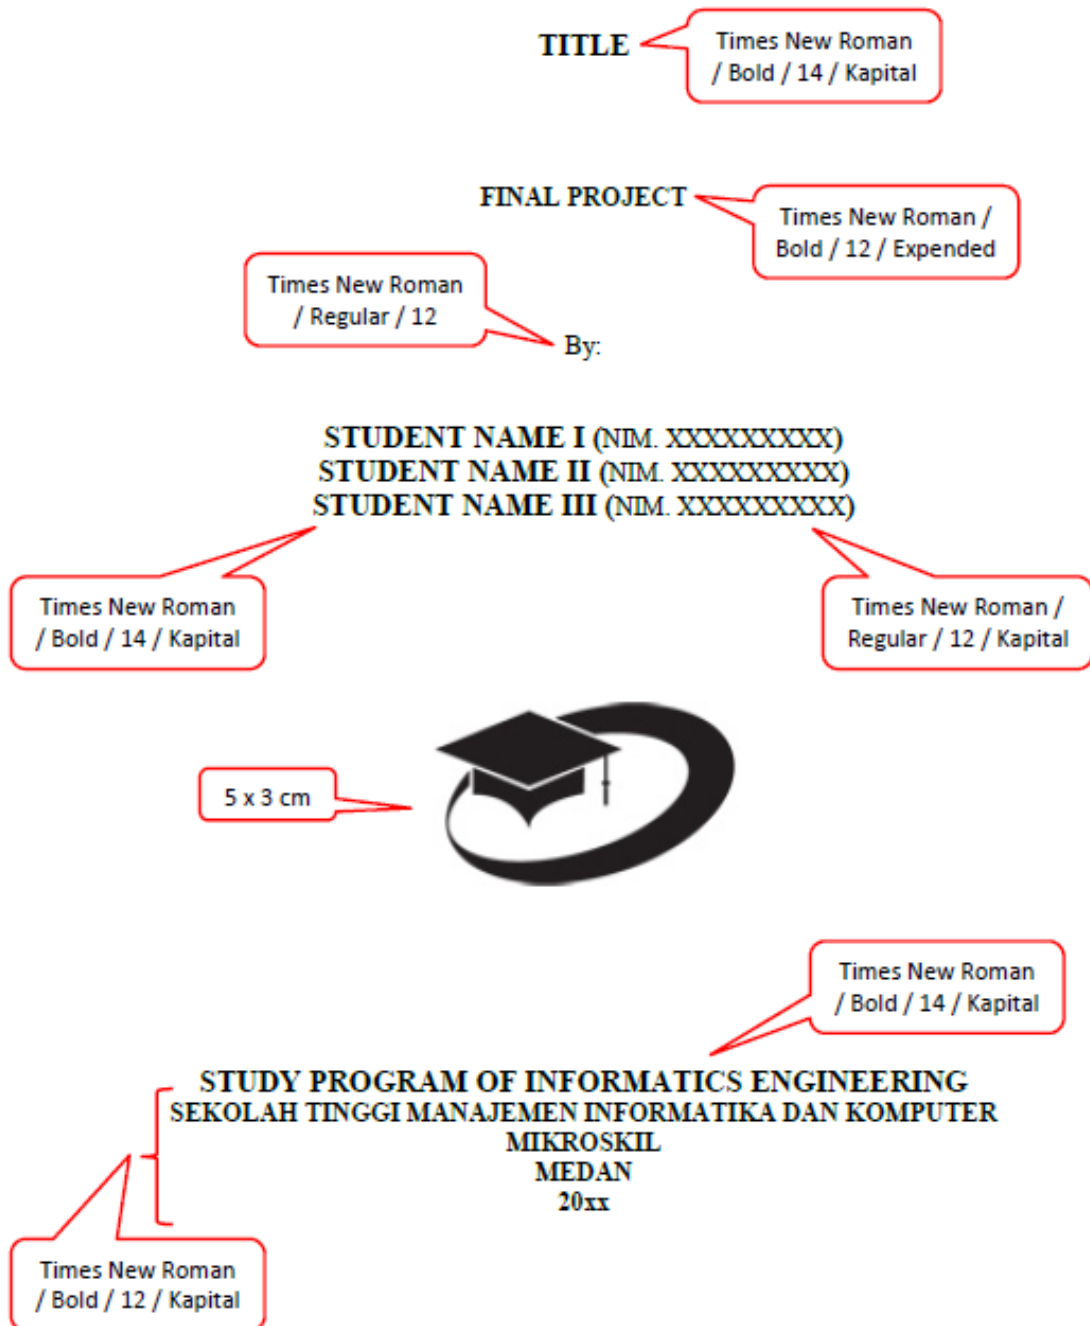 TITLE
Times New Roman
/ Bold / 14 / Kapital
FINAL PROJECT
Times New Roman /
Bold / 12 / Expended
Times New Roman
/ Regular / 12
By:
STUDENT NAME I (NIM. XXXXXXXXX)
STUDENT NAME II (NIM. XXXXXXXXX)
STUDENT NAME III (NIM. XXXXXXXXX)
Times New Roman
/ Bold / 14 / Kapital
Times New Roman /
Regular / 12 / Kapital
5 x 3 cm
Times New Roman
/ Bold / 14 / Kapital
STUDY PROGRAM OF INFORMATICS ENGINEERING
SEKOLAH TINGGI MANAJEMEN INFORMATIKA DAN KOMPUTER
MIKROSKIL
MEDAN
20xx
Times New Roman
/ Bold / 12 / Kapital